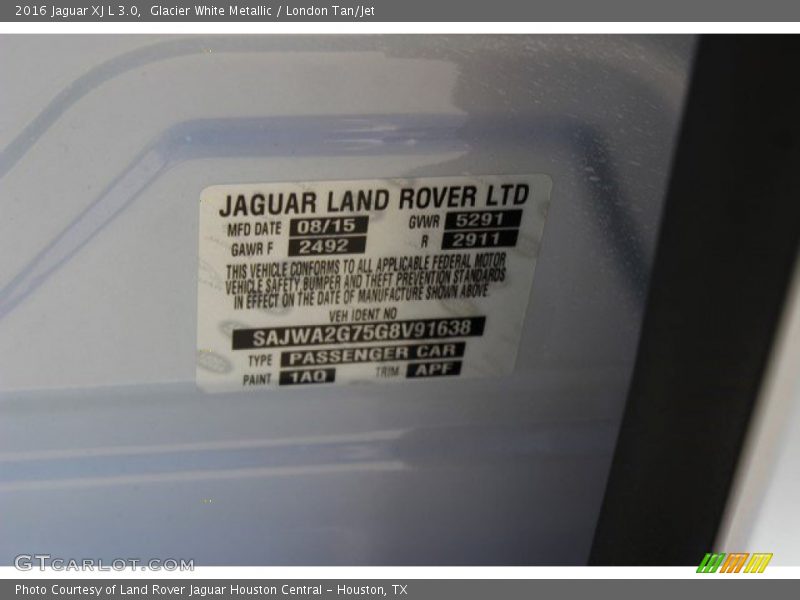 2016 Jaguar XJ L 3.0,  Glacier White Metallic / London Tan/Jet
JAGUAR LAND ROVER LTD
MFD DATE 08/15 GVWR 5291
GAWR F 2492 R 2911
THIS VEHICLE CONFORMS TO ALL APPLICABLE FEDERAL MOTOR
VEHICLE SAFETY, BUMPER AND THEFT PREVENTION STANDARDS
IN EFFECT ON THE DATE OF MANUFACTURE SHOWN ABOVE.
VEH IDENT NO
SAJWA2G75G8V91638
TYPE PASSENGER CAR
PAINT 1AQ TRIM APF
GTCARLOT.COM
Photo Courtesy of Land Rover Jaguar Houston Central – Houston, TX